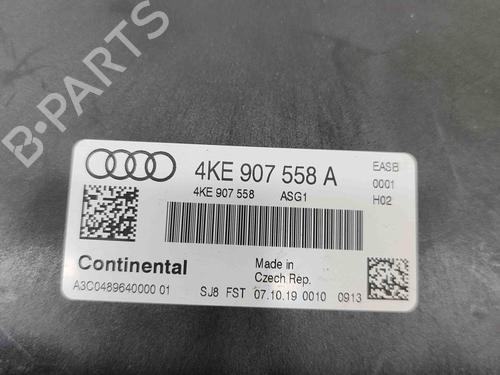 B-PARTS
4KE 907 558 A
EASB
4KE 907 558 ASG1
0001
H02
Continental
Made in
Czech Rep.
A3C0489640000 01
SJ8 FST 07.10.19 0010 0913